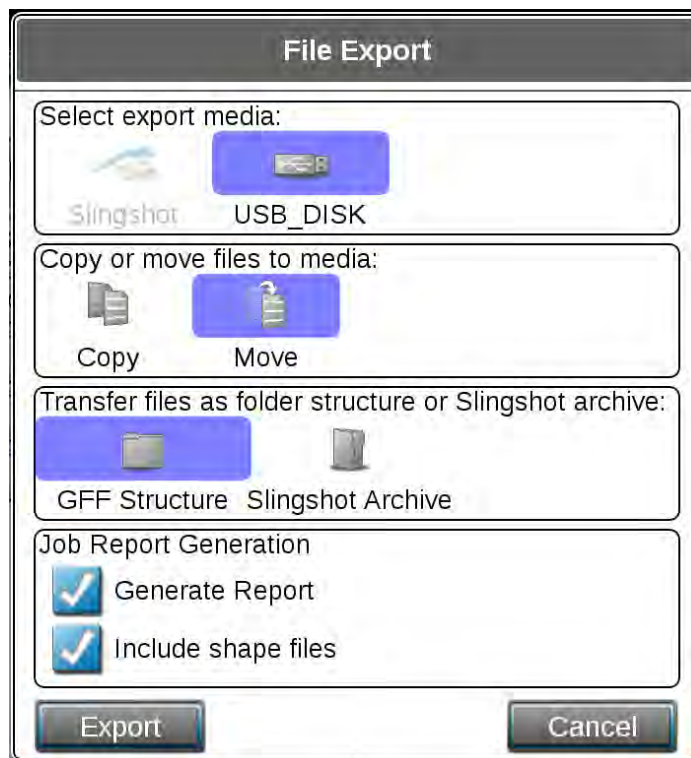 File Export
Select export media:
Slingshot USB_DISK
Copy or move files to media:
Copy Move
Transfer files as folder structure or Slingshot archive:
GFF Structure Slingshot Archive
Job Report Generation
Generate Report
Include shape files
Export Cancel